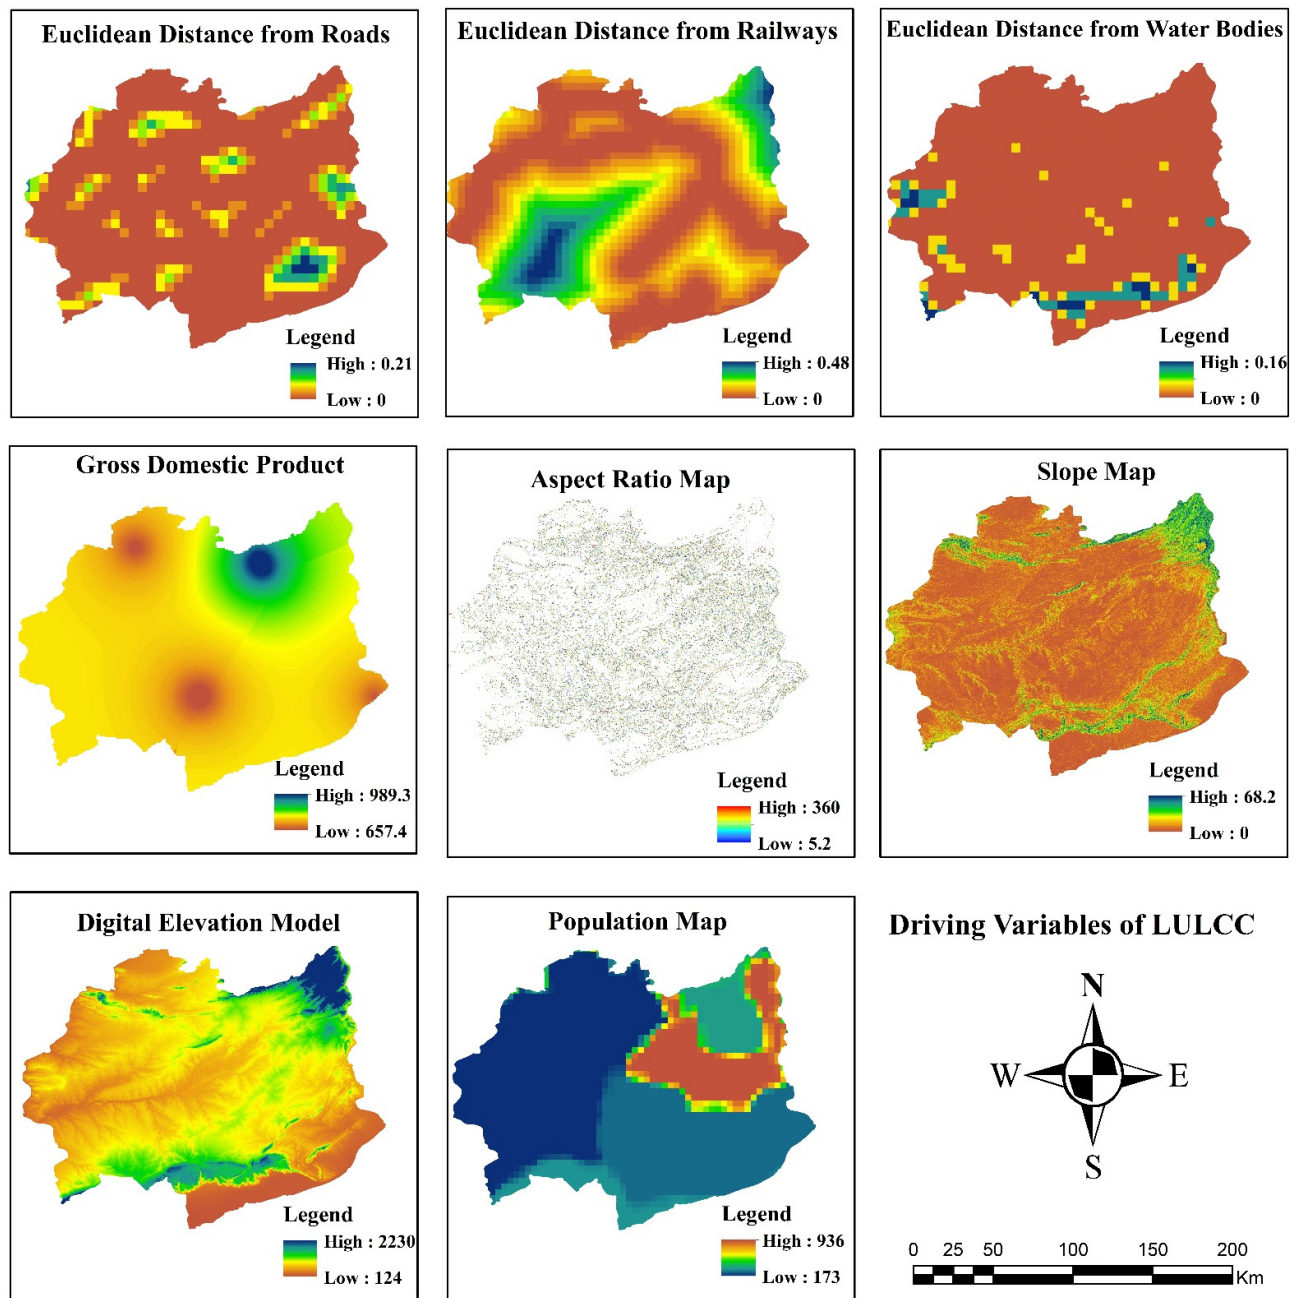 Euclidean Distance from Roads
Legend
High : 0.21
Low : 0
Euclidean Distance from Railways
Legend
High : 0.48
Low : 0
Euclidean Distance from Water Bodies
Legend
High : 0.16
Low : 0
Gross Domestic Product
Legend
High : 989.3
Low : 657.4
Aspect Ratio Map
Legend
High : 360
Low : 5.2
Slope Map
Legend
High : 68.2
Low : 0
Digital Elevation Model
Legend
High : 2230
Low : 124
Population Map
Legend
High : 936
Low : 173
Driving Variables of LULCC
N
W E
S
0 25 50 100 150 200
Km